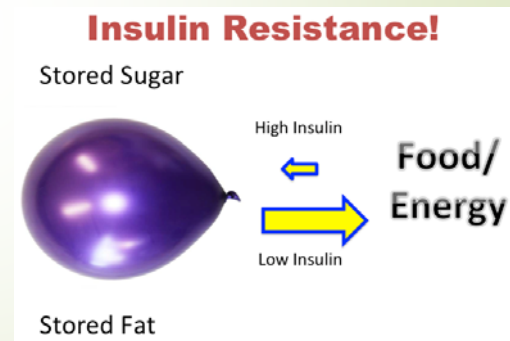 Insulin Resistance!
Stored Sugar
High Insulin
Food/
Energy
Low Insulin
Stored Fat